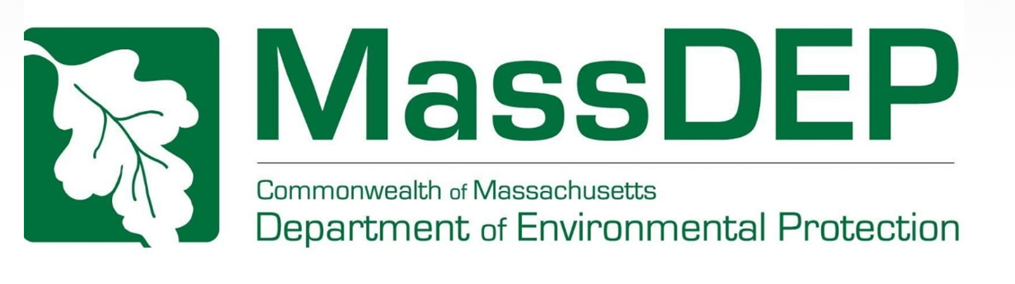 MassDEP
Commonwealth of Massachusetts
Department of Environmental Protection